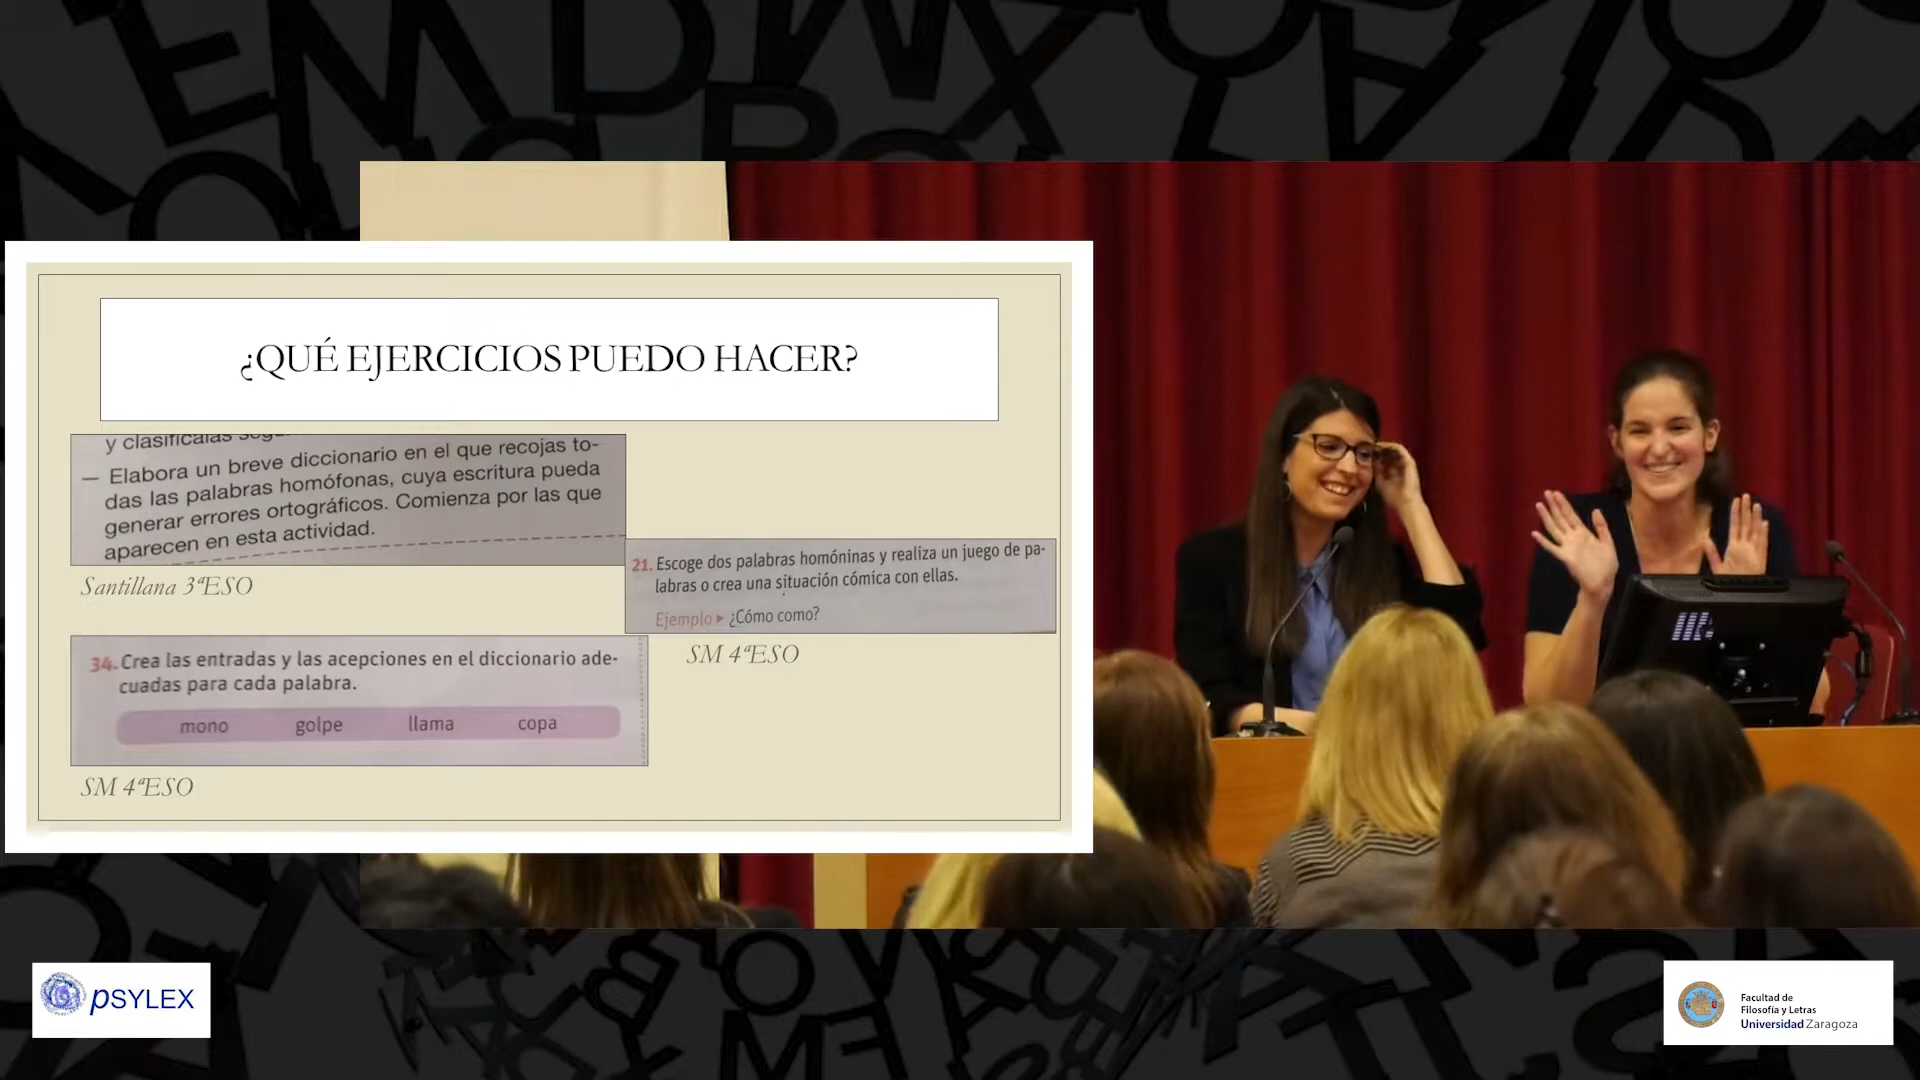 ¿QUÉ EJERCICIOS PUEDO HACER?
y clasifícalas
— Elabora un breve diccionario en el que recojas to-
das las palabras homófonas, cuya escritura pueda
generar errores ortográficos. Comienza por las que
aparecen en esta actividad.
Santillana 3ªESO
21. Escoge dos palabras homóninas y realiza un juego de pa-
labras o crea una situación cómica con ellas.
Ejemplo ▸ ¿Cómo como?
SM 4ªESO
34. Crea las entradas y las acepciones en el diccionario ade-
cuadas para cada palabra.
mono golpe llama copa
SM 4ªESO
PSYLEX
Facultad de
Filosofía y Letras
Universidad Zaragoza